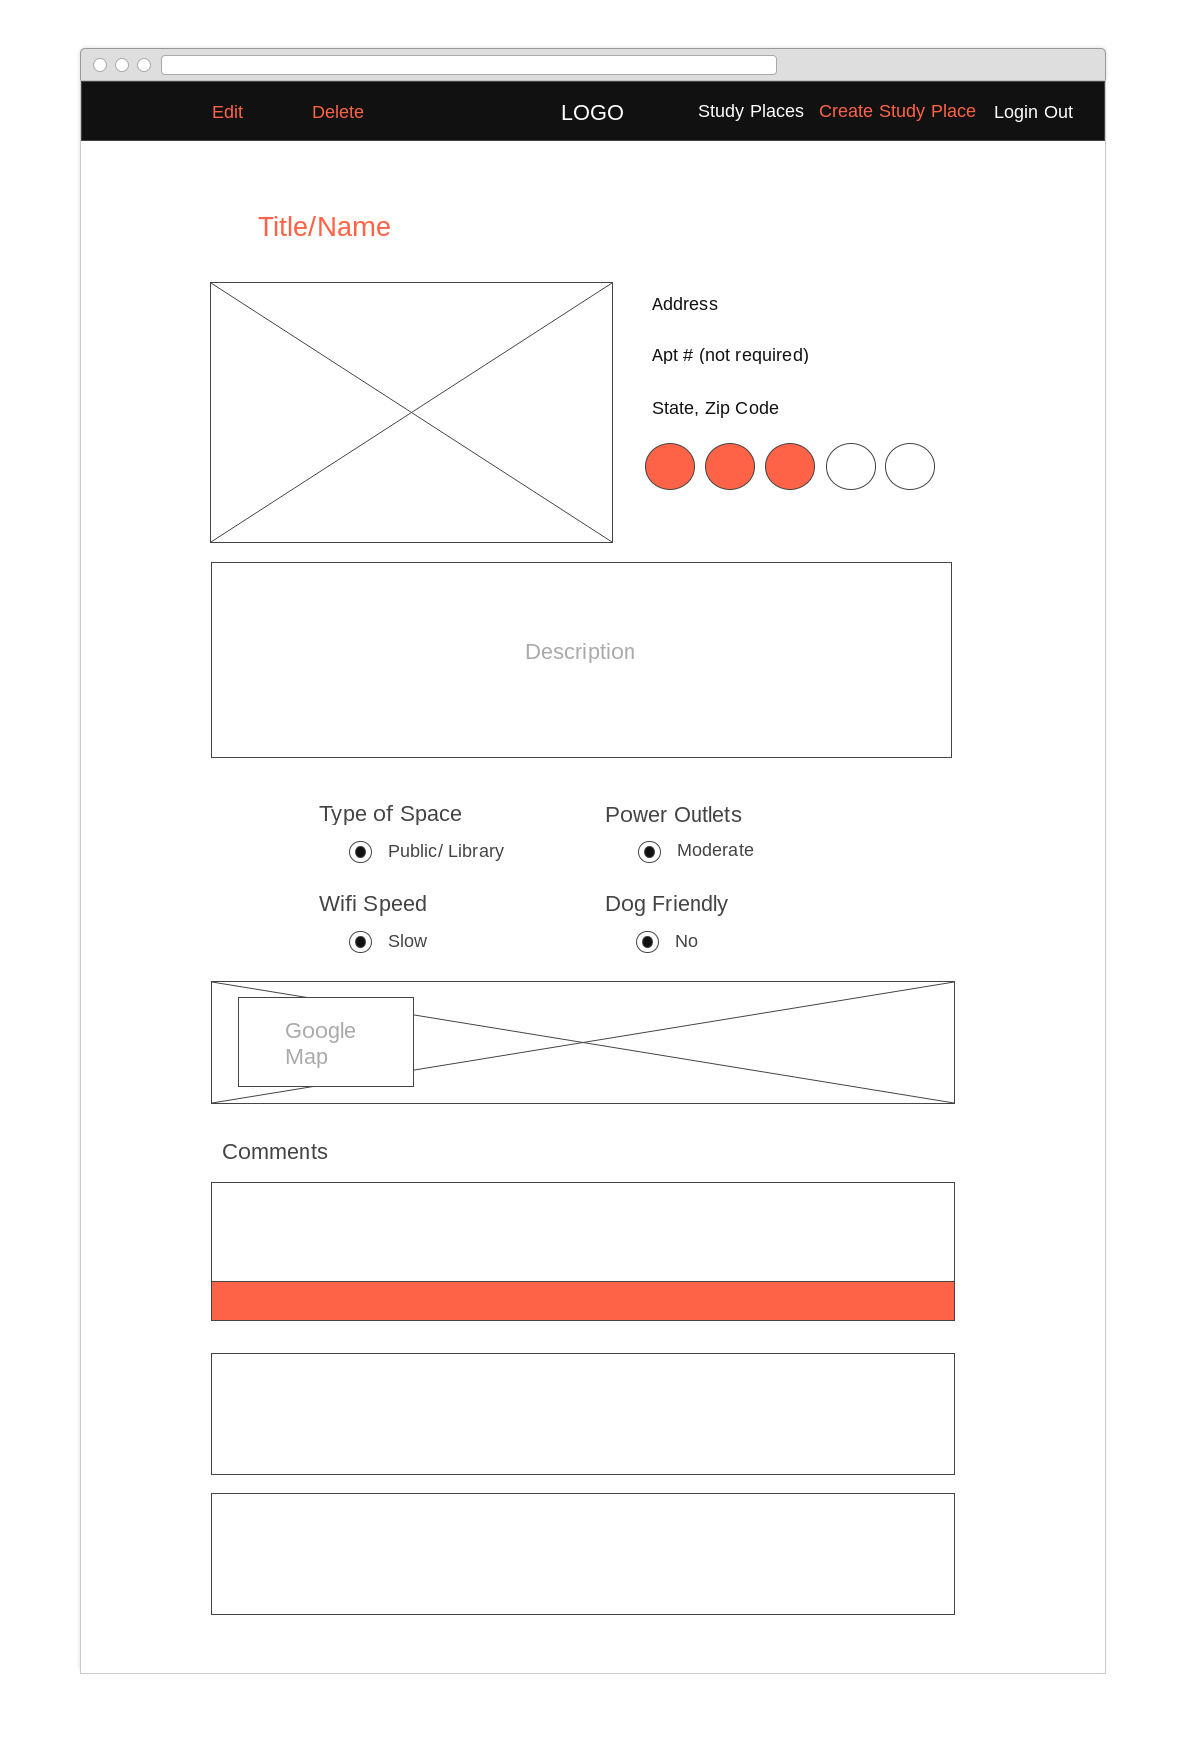 Edit
Delete
LOGO
Study Places
Create Study Place
Login Out
Title/Name
Address
Apt # (not required)
State, Zip Code
Description
Type of Space
Power Outlets
Public/ Library
Moderate
Wifi Speed
Dog Friendly
Slow
No
Google
Map
Comments